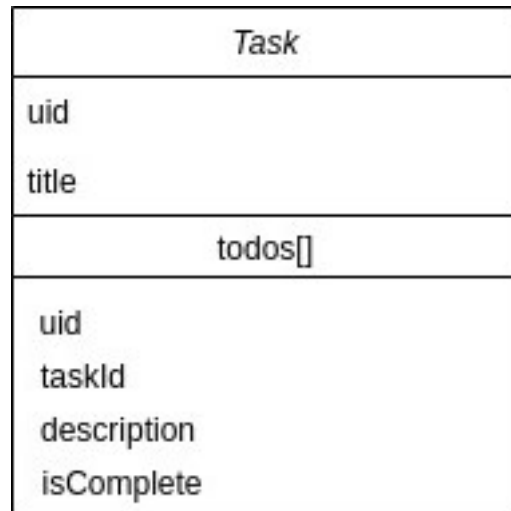 Task
uid
title
todos[]
uid
taskId
description
isComplete